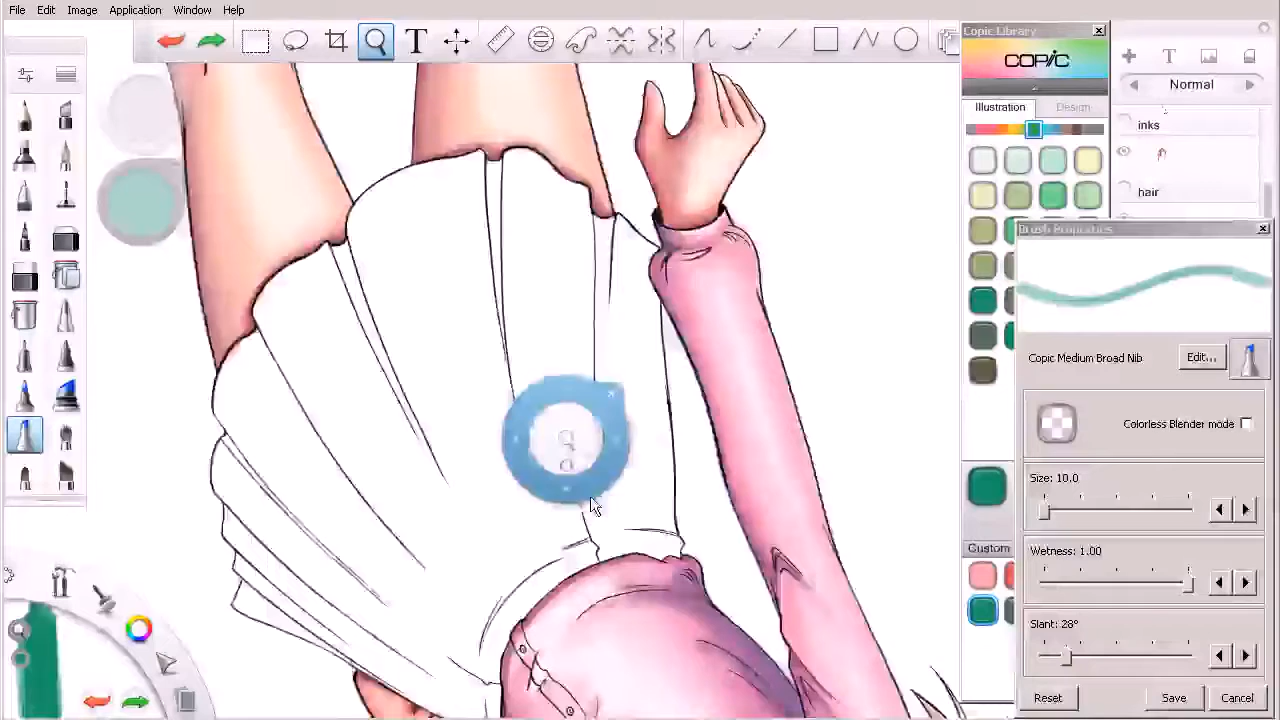 File Edit Image Application Window Help
Copic Library
COPIC
Normal
Illustration Design
inks
hair
Brush Properties
Copic Medium Broad Nib Edit...
Colorless Blender mode
Size: 10.0
Wetness: 1.00
Custom
Slant: 28°
Reset Save Cancel